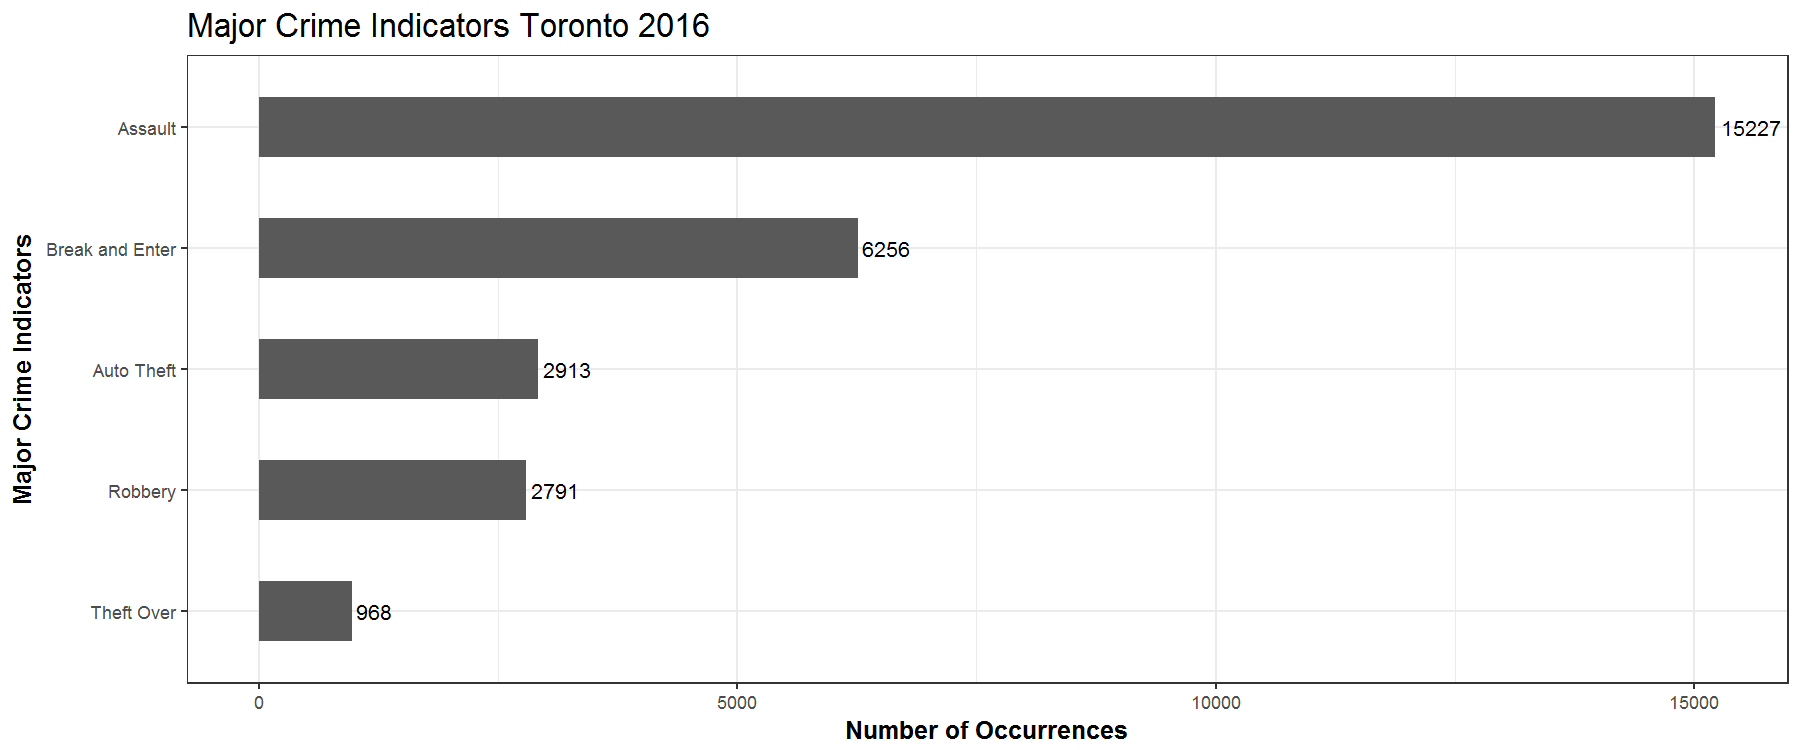 Major Crime Indicators Toronto 2016
Major Crime Indicators
Assault
15227
Break and Enter
6256
Auto Theft
2913
Robbery
2791
Theft Over
968
0
5000
10000
15000
Number of Occurrences